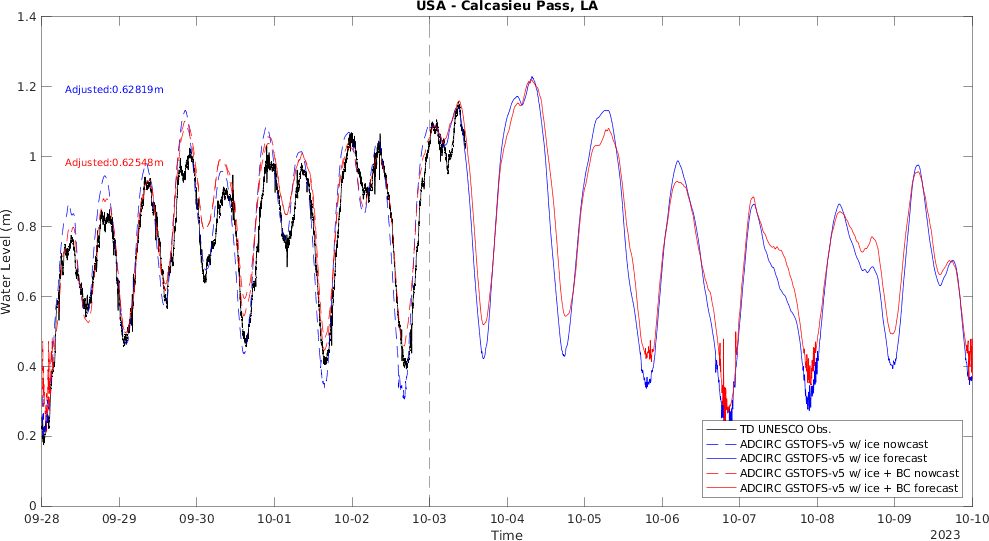 USA - Calcasieu Pass, LA
1.4
1.2
1
0.8
0.6
0.4
0.2
0
Water Level (m)
Adjusted:0.62819m
Adjusted:0.62548m
TD UNESCO Obs.
ADCIRC GSTOFS-v5 w/ ice nowcast
ADCIRC GSTOFS-v5 w/ ice forecast
ADCIRC GSTOFS-v5 w/ ice + BC nowcast
ADCIRC GSTOFS-v5 w/ ice + BC forecast
09-28 09-29 09-30 10-01 10-02 10-03 10-04 10-05 10-06 10-07 10-08 10-09 10-10
Time
2023